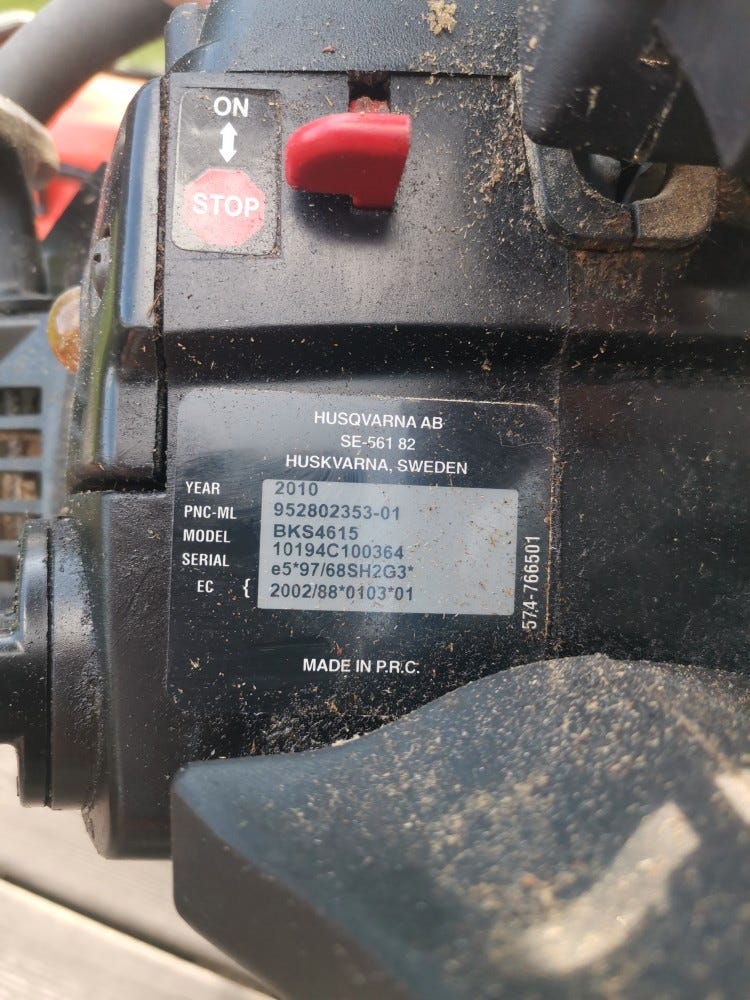 ON
STOP
HUSQVARNA AB
SE-561 82
HUSKVARNA, SWEDEN
YEAR 2010
PNC-ML 952802353-01
MODEL BKS4615
SERIAL 10194C100364
EC { e5*97/68SH2G3*
2002/88*0103*01
574-766501
MADE IN P.R.C.